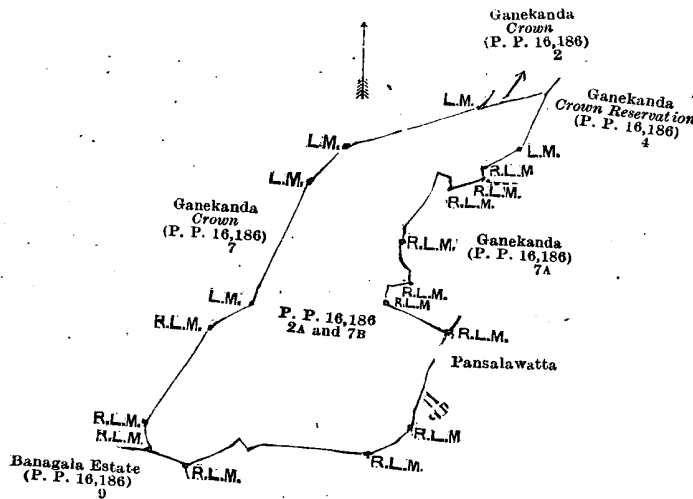 Ganekanda
Crown
(P. P. 16,186)
2
L.M.
Ganekanda
Crown Reservation
(P. P. 16,186)
4
L.M.
L.M.
L.M.
R.L.M
R.L.M.
R.L.M.
Ganekanda
Crown
(P. P. 16,186)
7
R.L.M.
Ganekanda
(P. P. 16,186)
7A
R.L.M.
R.L.M
L.M.
R.L.M.
P. P. 16,186
2A and 7B
R.L.M.
Pansalawatta
R.L.M.
R.L.M.
R.L.M
Banagala Estate
(P. P. 16,186)
9
R.L.M.
R.L.M.